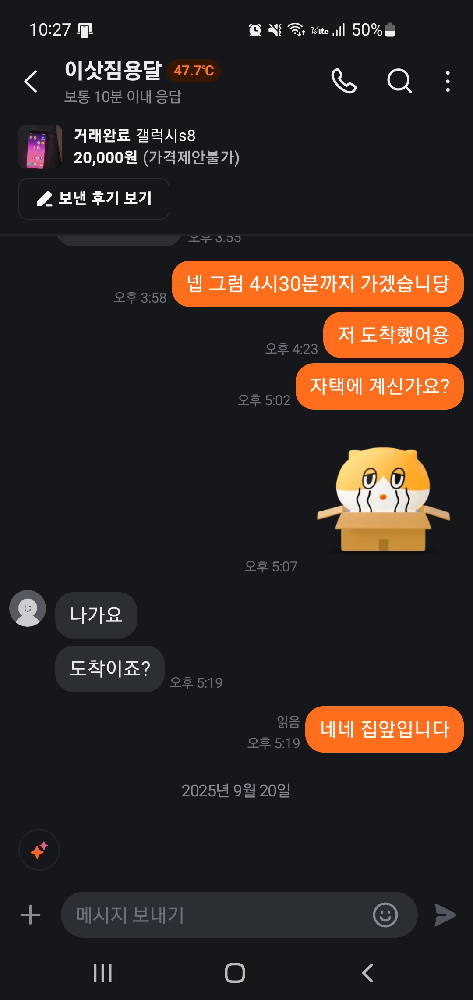 10:27 Vo LTE 50%
이삿짐용달 47.7℃
보통 10분 이내 응답
거래완료 갤럭시s8
20,000원 (가격제안불가)
보낸 후기 보기
오후 3:55
넵 그럼 4시30분까지 가겠습니당
오후 3:58
저 도착했어용
오후 4:23
자택에 계신가요?
오후 5:02
오후 5:07
나가요
도착이죠?
오후 5:19
네네 집앞입니다
읽음
오후 5:19
2025년 9월 20일
메시지 보내기